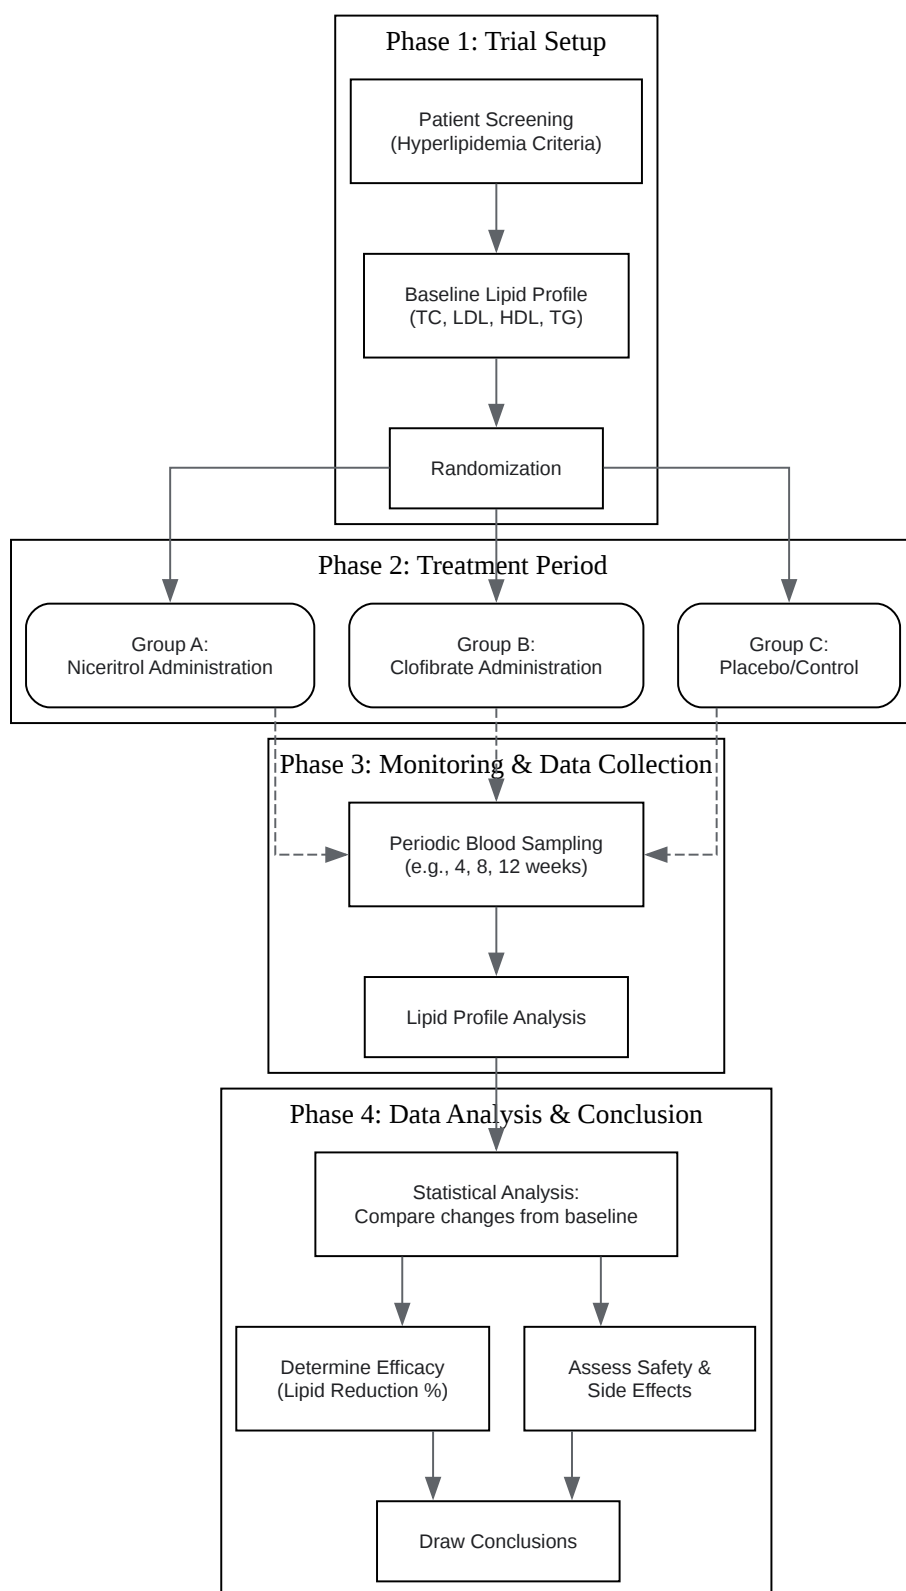 Phase 1: Trial Setup
Patient Screening
(Hyperlipidemia Criteria)
Baseline Lipid Profile
(TC, LDL, HDL, TG)
Randomization
Phase 2: Treatment Period
Group A:
Niceritrol Administration
Group B:
Clofibrate Administration
Group C:
Placebo/Control
Phase 3: Monitoring & Data Collection
Periodic Blood Sampling
(e.g., 4, 8, 12 weeks)
Lipid Profile Analysis
Phase 4: Data Analysis & Conclusion
Statistical Analysis:
Compare changes from baseline
Determine Efficacy
(Lipid Reduction %)
Assess Safety &
Side Effects
Draw Conclusions